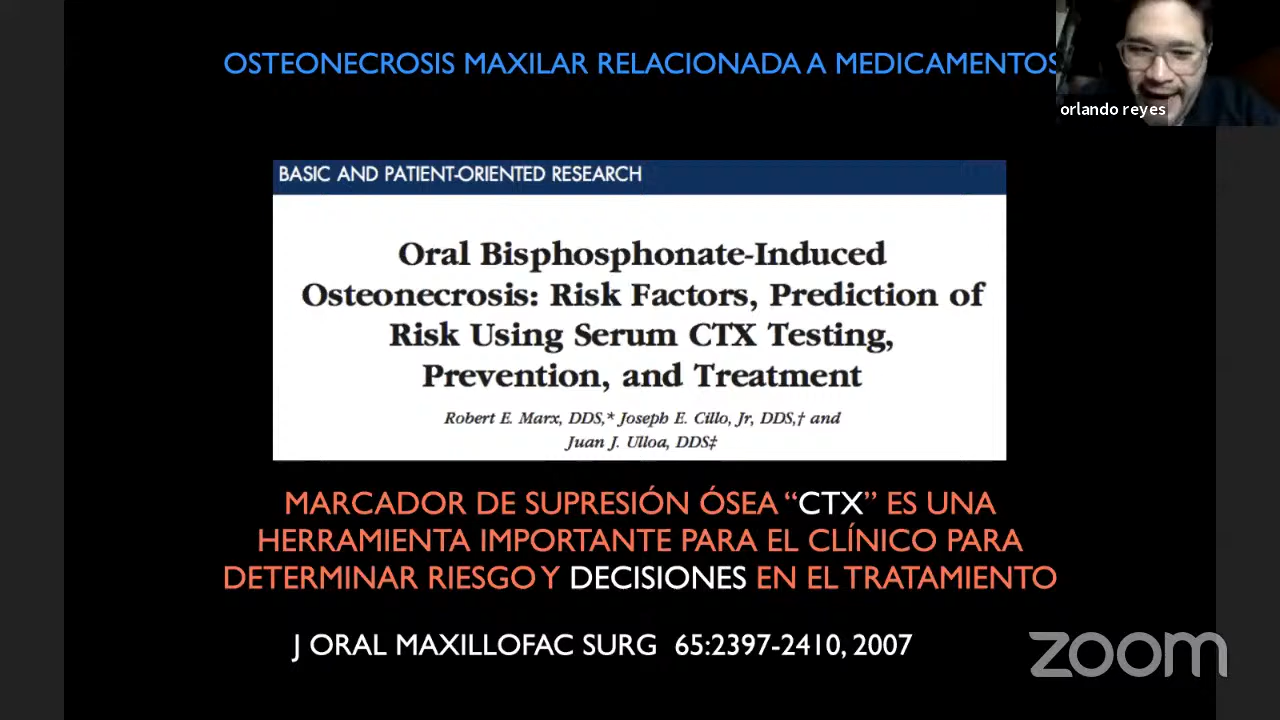 OSTEONECROSIS MAXILAR RELACIONADA A MEDICAMENTOS
orlando reyes
BASIC AND PATIENT-ORIENTED RESEARCH
Oral Bisphosphonate-Induced
Osteonecrosis: Risk Factors, Prediction of
Risk Using Serum CTX Testing,
Prevention, and Treatment
Robert E. Marx, DDS,* Joseph E. Cillo, Jr, DDS,† and
Juan J. Ulloa, DDS‡
MARCADOR DE SUPRESIÓN ÓSEA “CTX” ES UNA
HERRAMIENTA IMPORTANTE PARA EL CLÍNICO PARA
DETERMINAR RIESGO Y DECISIONES EN EL TRATAMIENTO
J ORAL MAXILLOFAC SURG 65:2397-2410, 2007
zoom